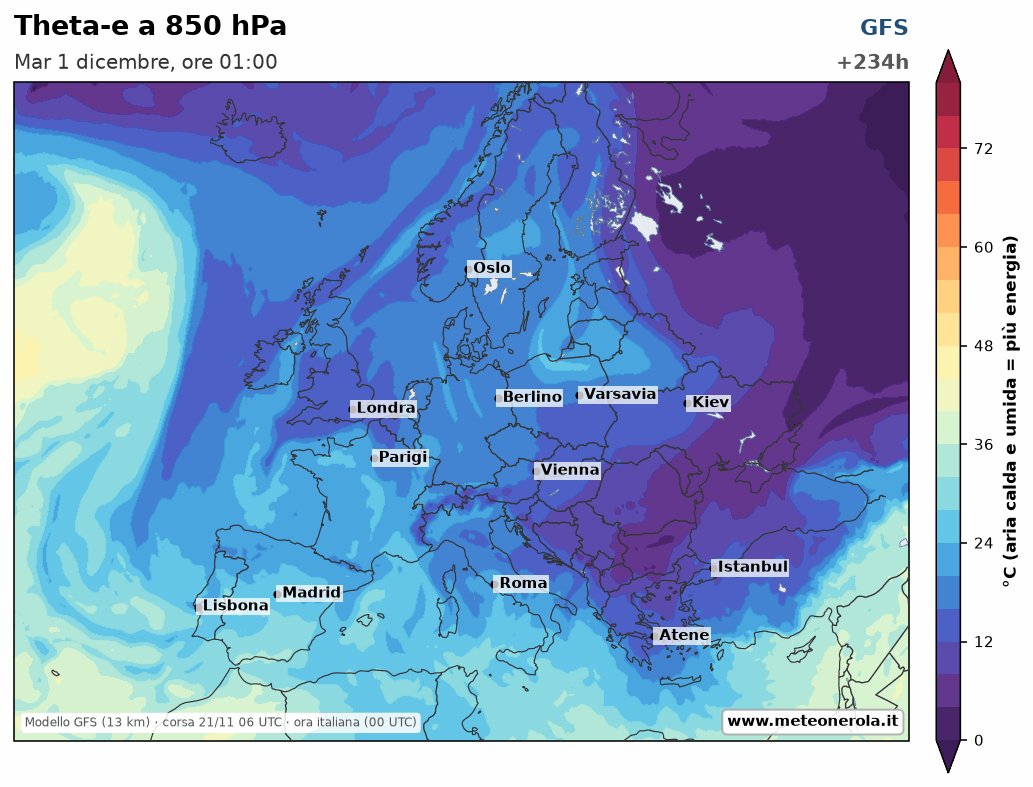 Theta-e a 850 hPa
GFS
Mar 1 dicembre, ore 01:00
+234h
Oslo
Berlino
Varsavia
Londra
Kiev
Parigi
Vienna
Istanbul
Roma
Madrid
Lisbona
Atene
Modello GFS (13 km) · corsa 21/11 06 UTC · ora italiana (00 UTC)
www.meteonerola.it
72
60
48
36
24
12
0
°C (aria calda e umida = più energia)